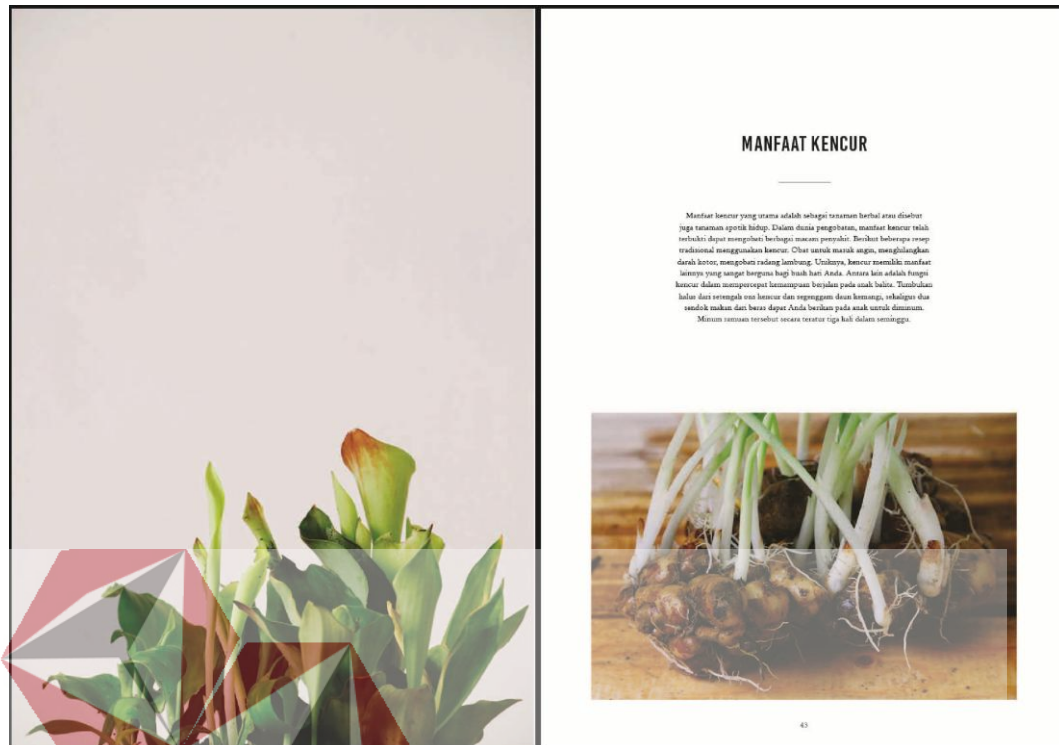 MANFAAT KENCUR
Manfaat kencur yang utama adalah sebagai tanaman herbal atau disebut
juga tanaman apotik hidup. Dalam dunia pengobatan, manfaat kencur telah
terbukti dapat mengobati berbagai macam penyakit. Berikut beberapa resep
tradisional menggunakan kencur. Obat untuk masuk angin, menghilangkan
darah kotor, mengobati radang lambung. Uniknya, kencur memiliki manfaat
lainnya yang sangat berguna bagi buah hati Anda. Antara lain adalah fungsi
kencur dalam mempercepat kemampuan berjalan pada anak balita. Tumbukan
halus dari setengah ons kencur dan segenggam daun kemangi, sekaligus dua
sendok makan dari beras dapat Anda berikan pada anak untuk diminum.
Minum ramuan tersebut secara teratur tiga kali dalam seminggu.
43